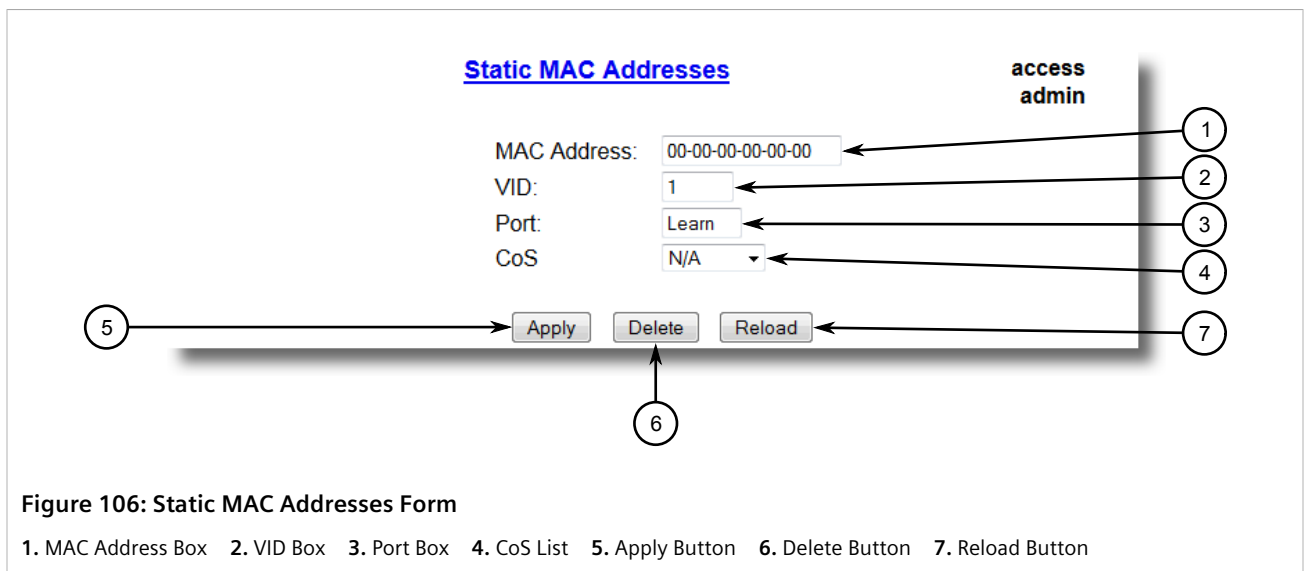 Static MAC Addresses
access
admin
MAC Address: 00-00-00-00-00-00
1
VID: 1
2
Port: Learn
3
CoS N/A
4
5
Apply Delete Reload
7
6
Figure 106: Static MAC Addresses Form
1. MAC Address Box 2. VID Box 3. Port Box 4. CoS List 5. Apply Button 6. Delete Button 7. Reload Button